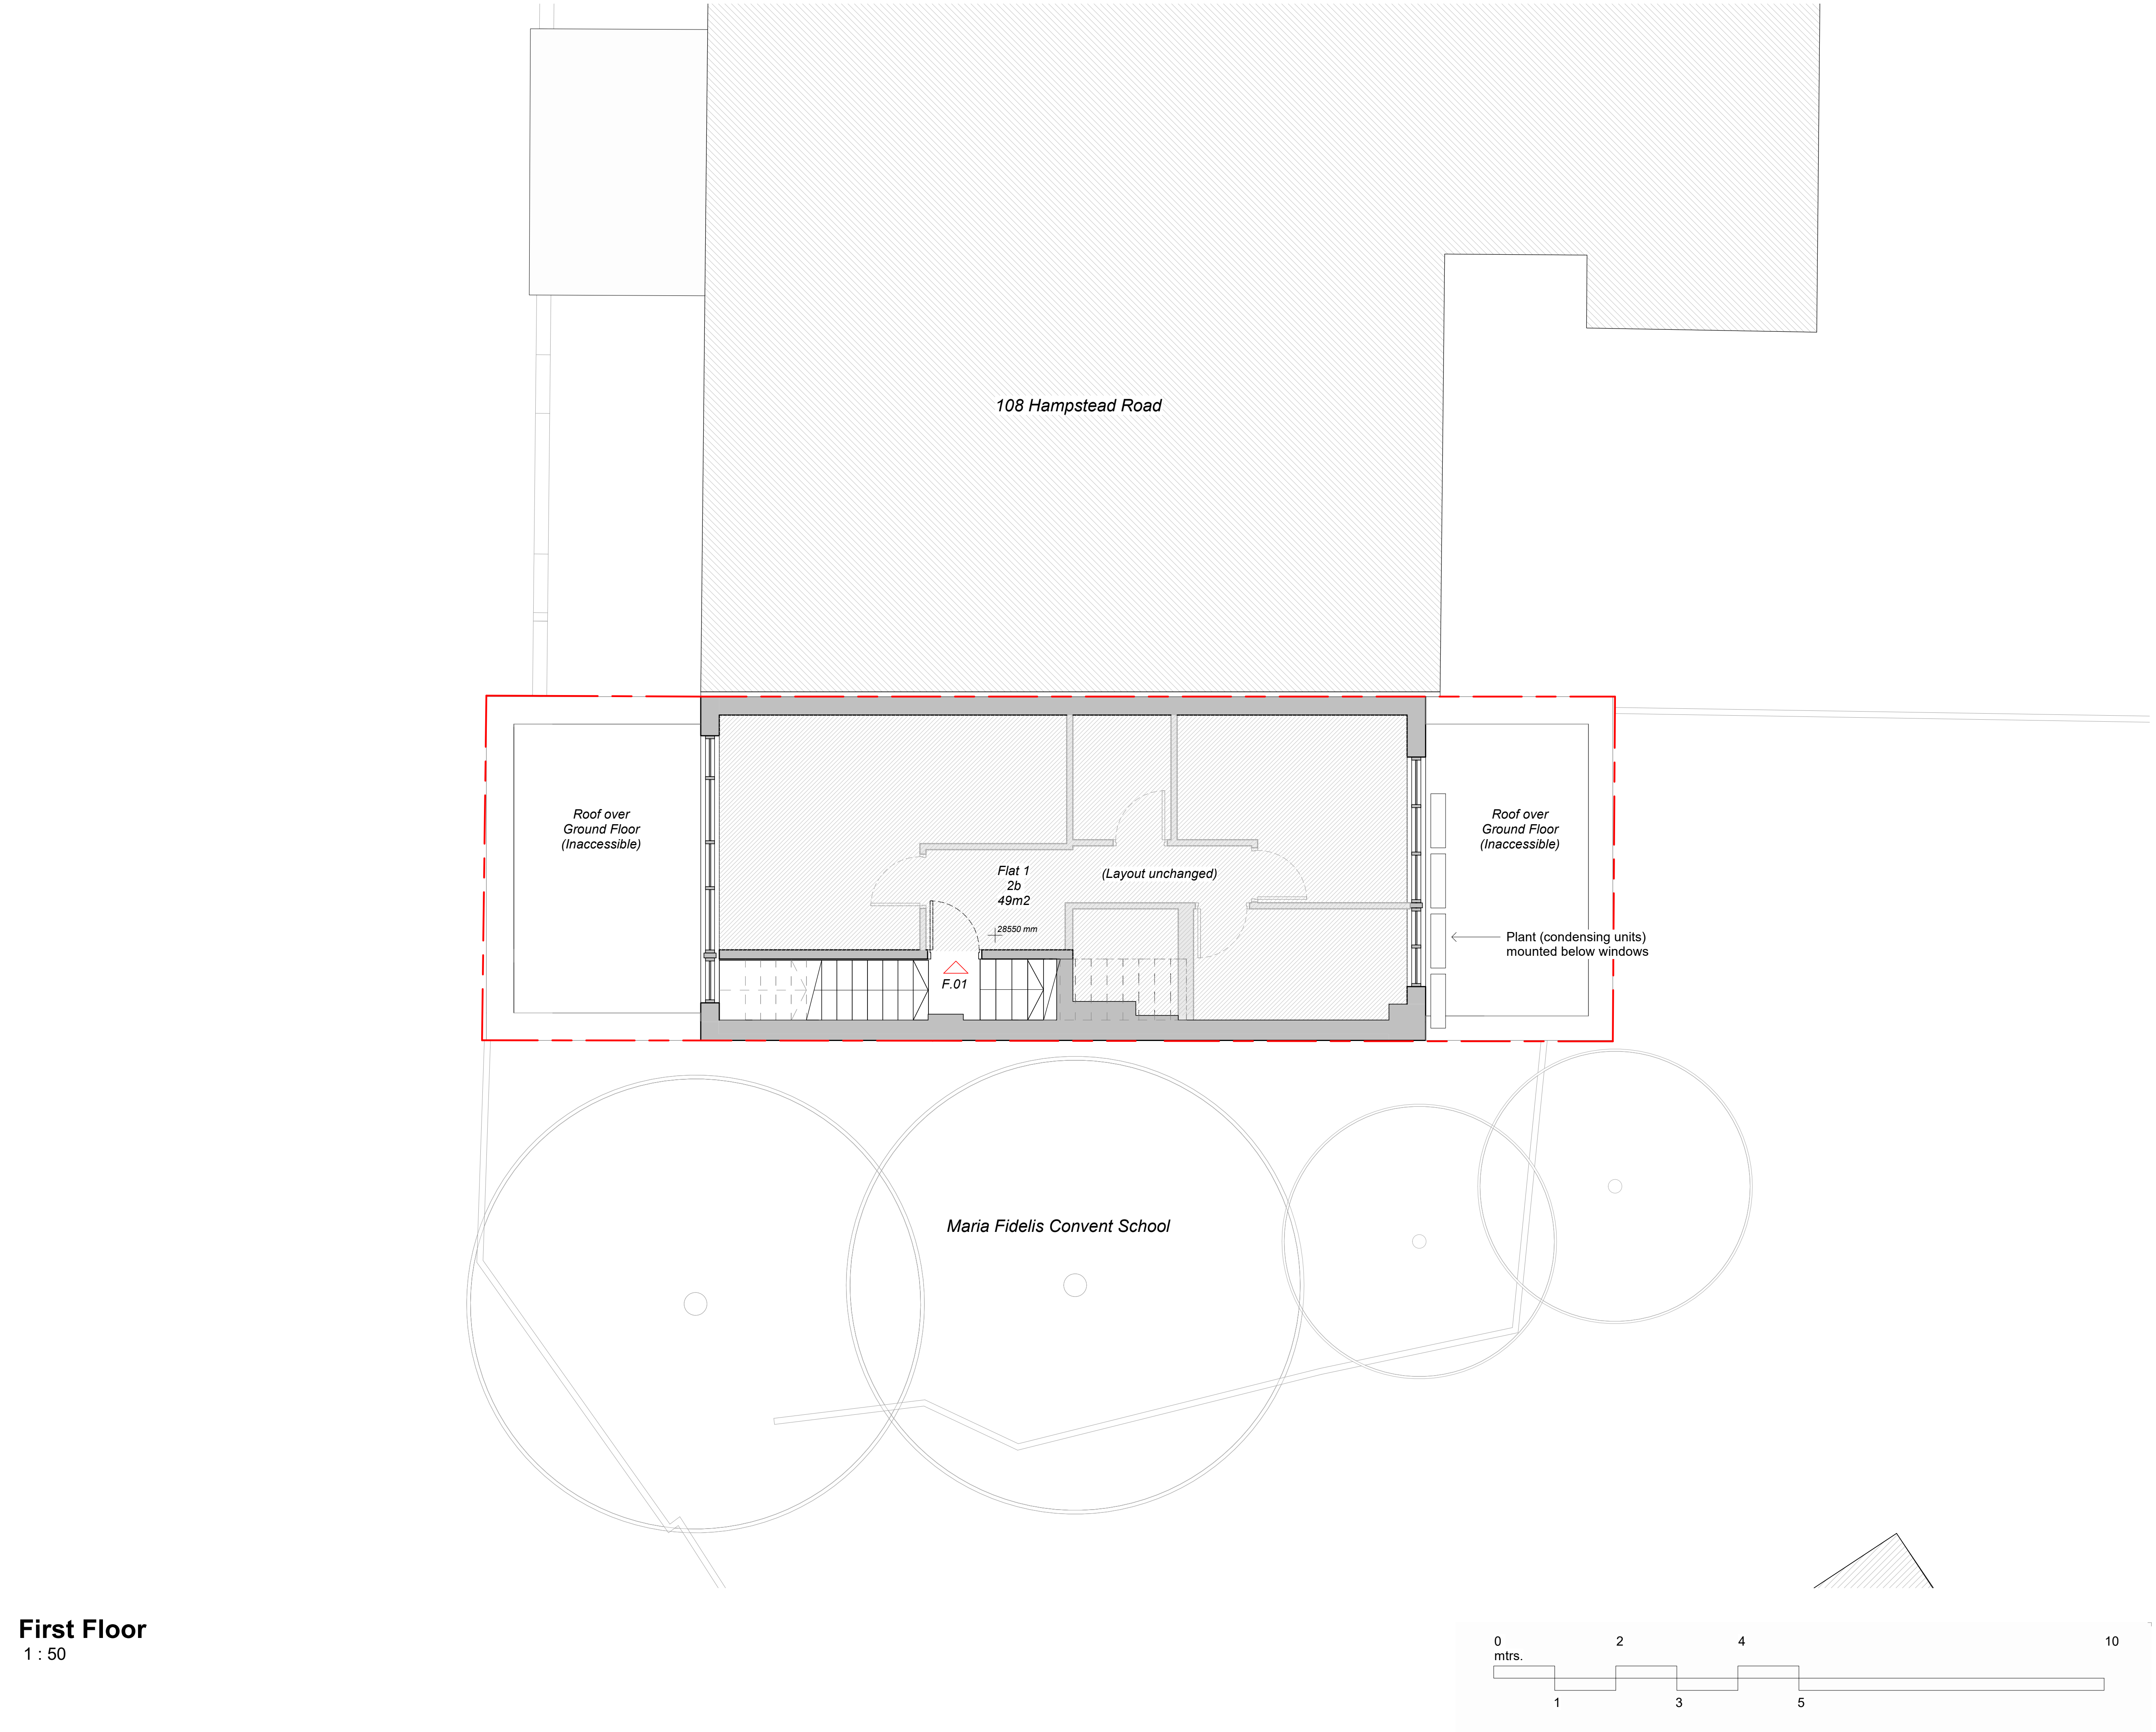 108 Hampstead Road
Roof over
Ground Floor
(Inaccessible)
Roof over
Ground Floor
(Inaccessible)
Flat 1
2b
49m2
(Layout unchanged)
28550 mm
F.01
Plant (condensing units)
mounted below windows
Maria Fidelis Convent School
First Floor
1 : 50
0 2 4 10
mtrs.
1 3 5